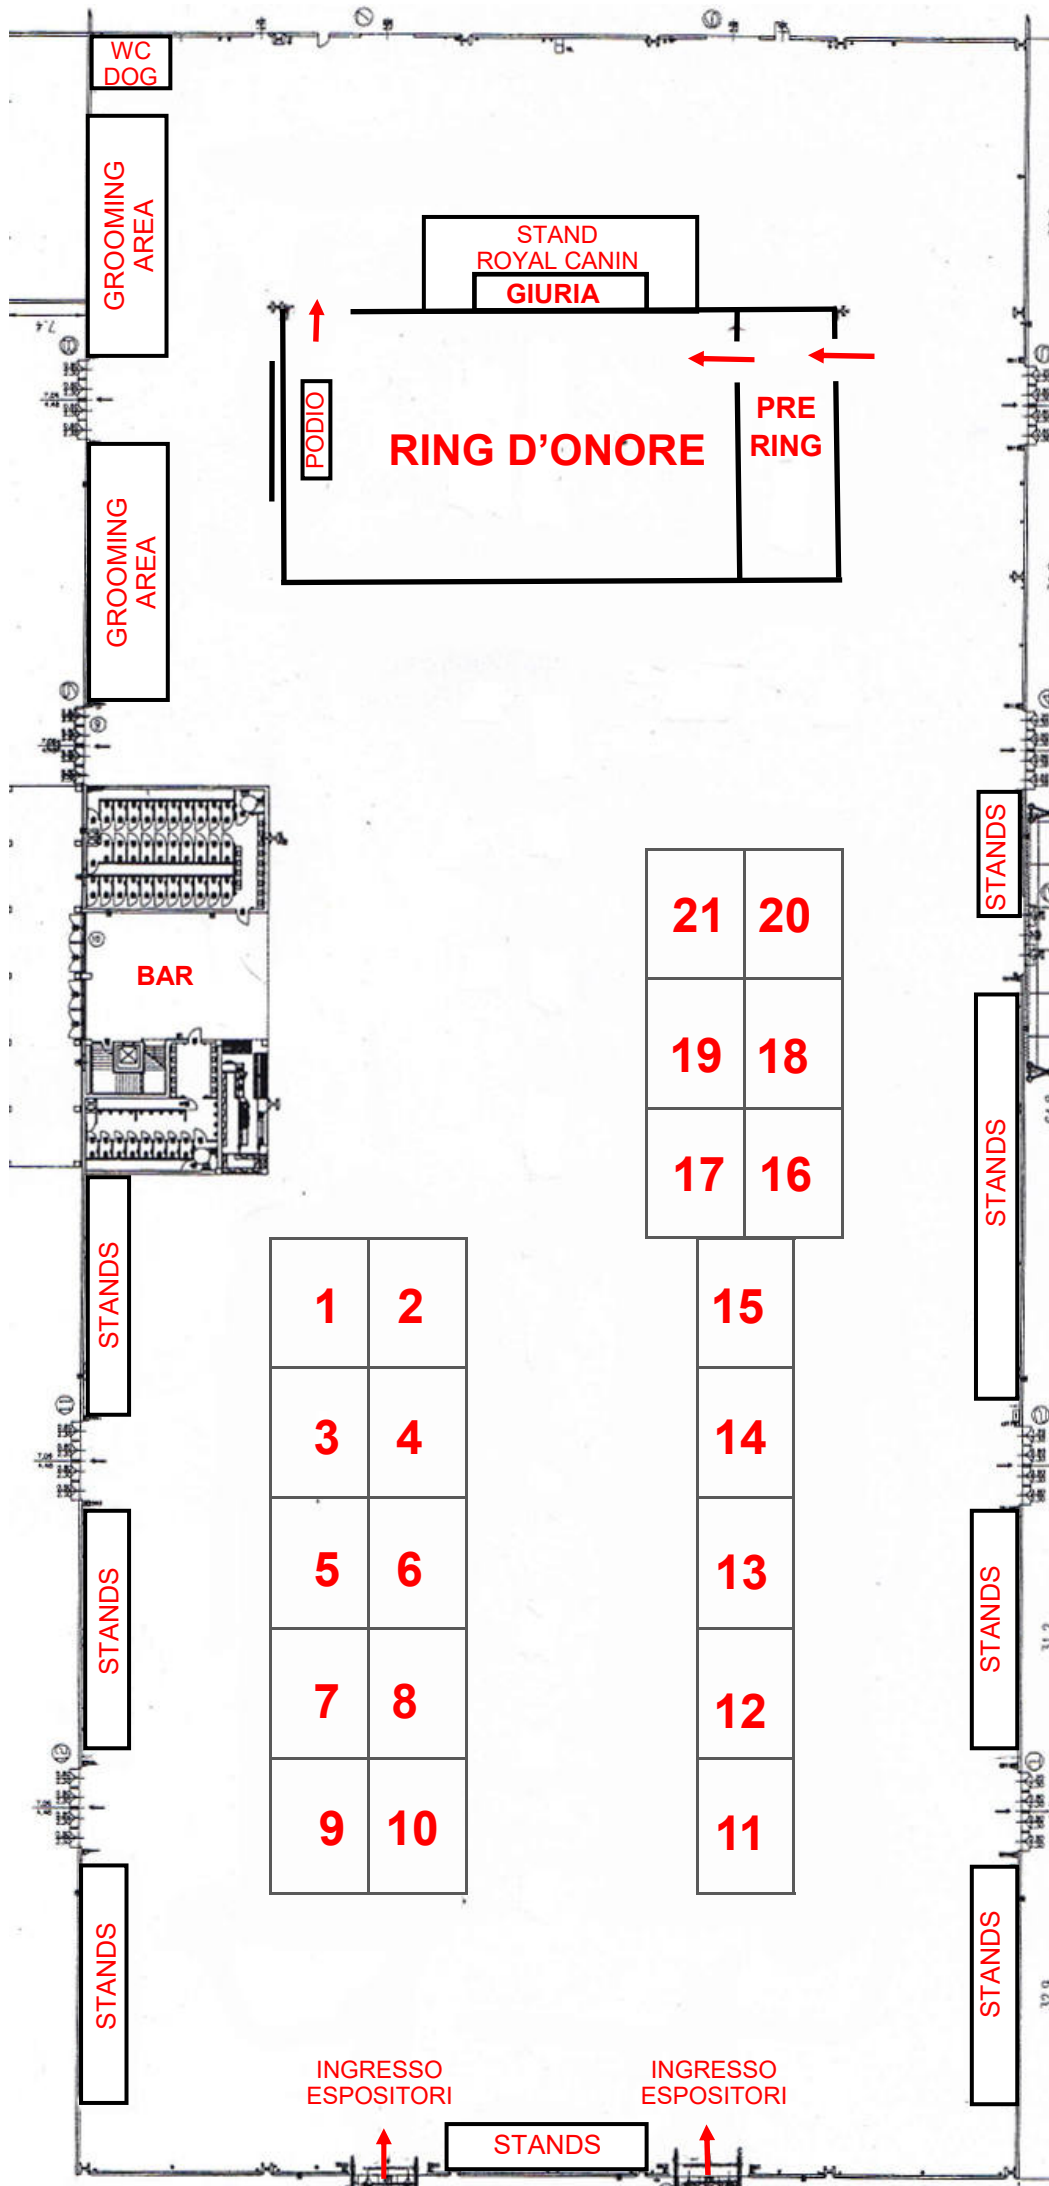 WC
DOG
GROOMING
AREA
STAND
ROYAL CANIN
GIURIA
PODIO
RING D’ONORE
PRE
RING
GROOMING
AREA
STANDS
BAR
21
20
19
18
17
16
STANDS
STANDS
1
2
15
3
4
14
5
6
13
STANDS
STANDS
7
8
12
9
10
11
STANDS
STANDS
INGRESSO
ESPOSITORI
INGRESSO
ESPOSITORI
STANDS